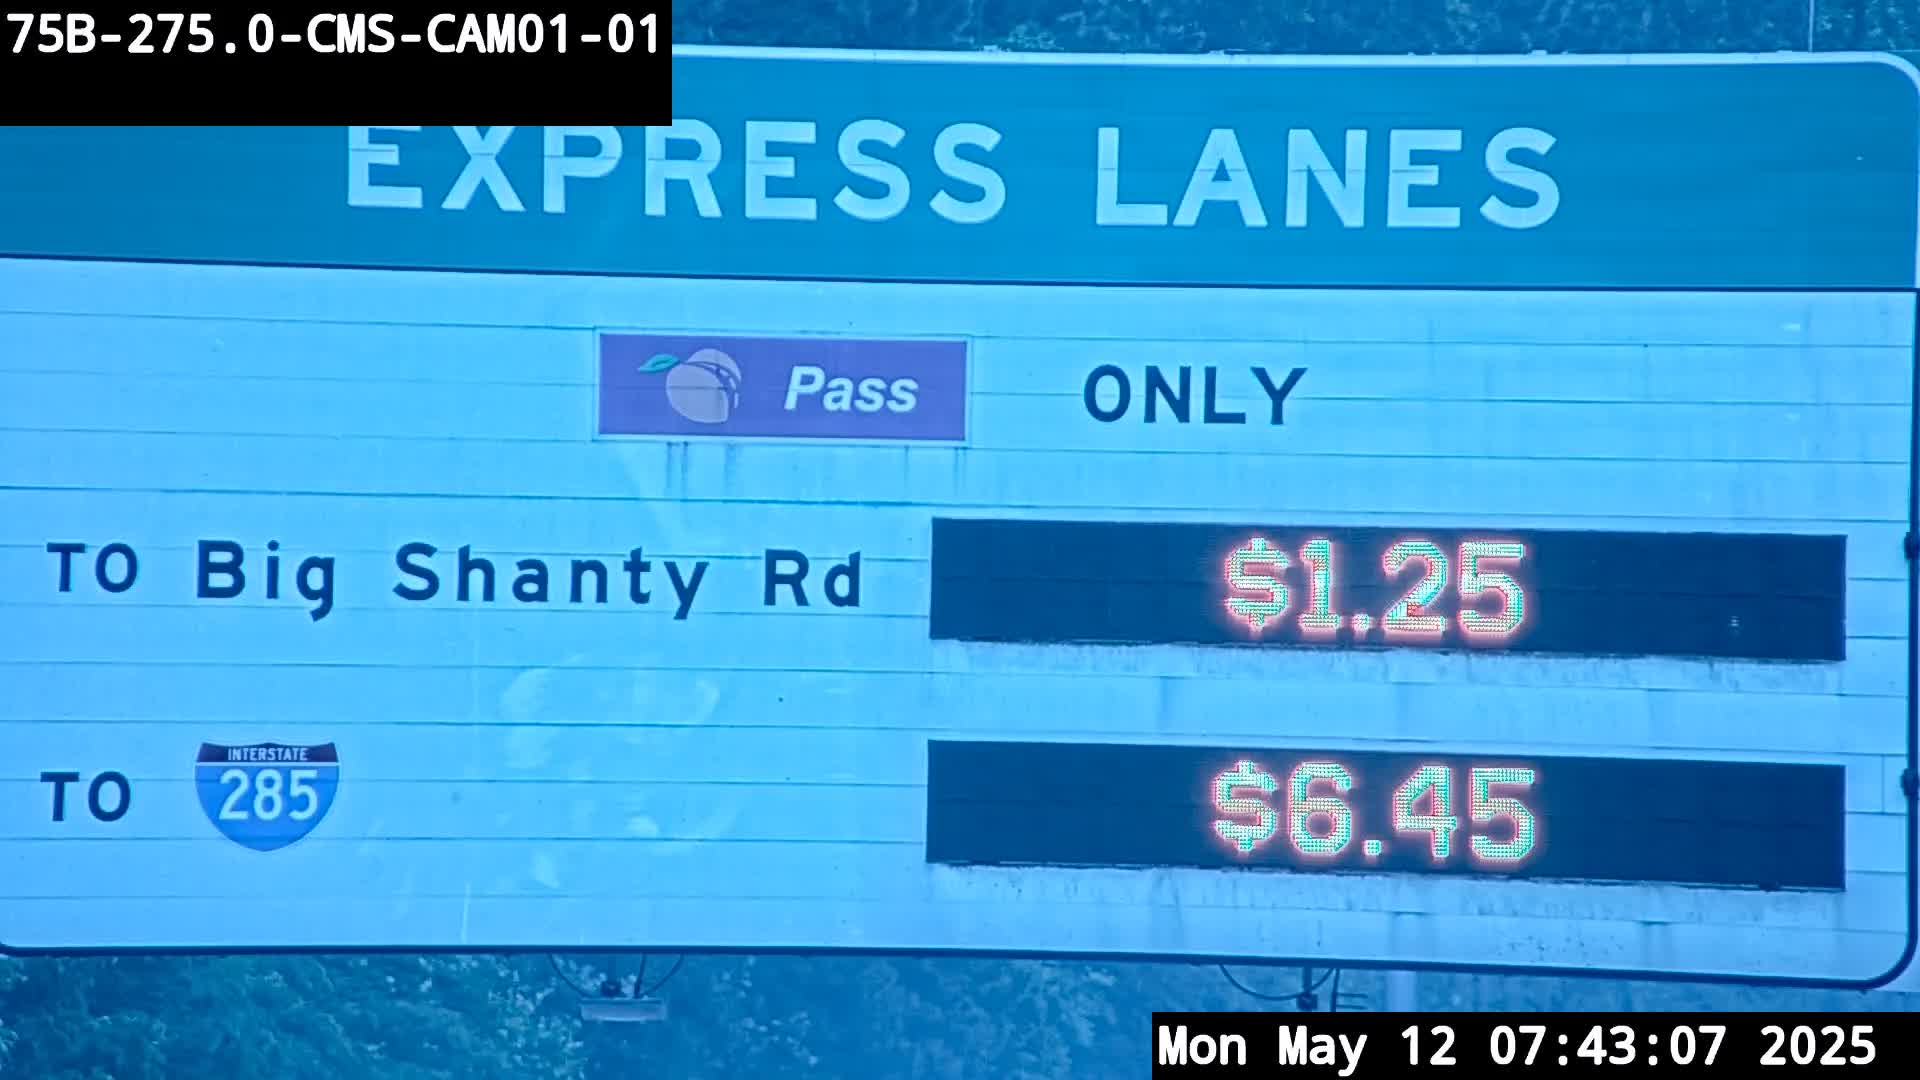 75B-275.0-CMS-CAM01-01
EXPRESS LANES
Pass ONLY
TO Big Shanty Rd $1.25
INTERSTATE
TO 285 $6.45
Mon May 12 07:43:07 2025